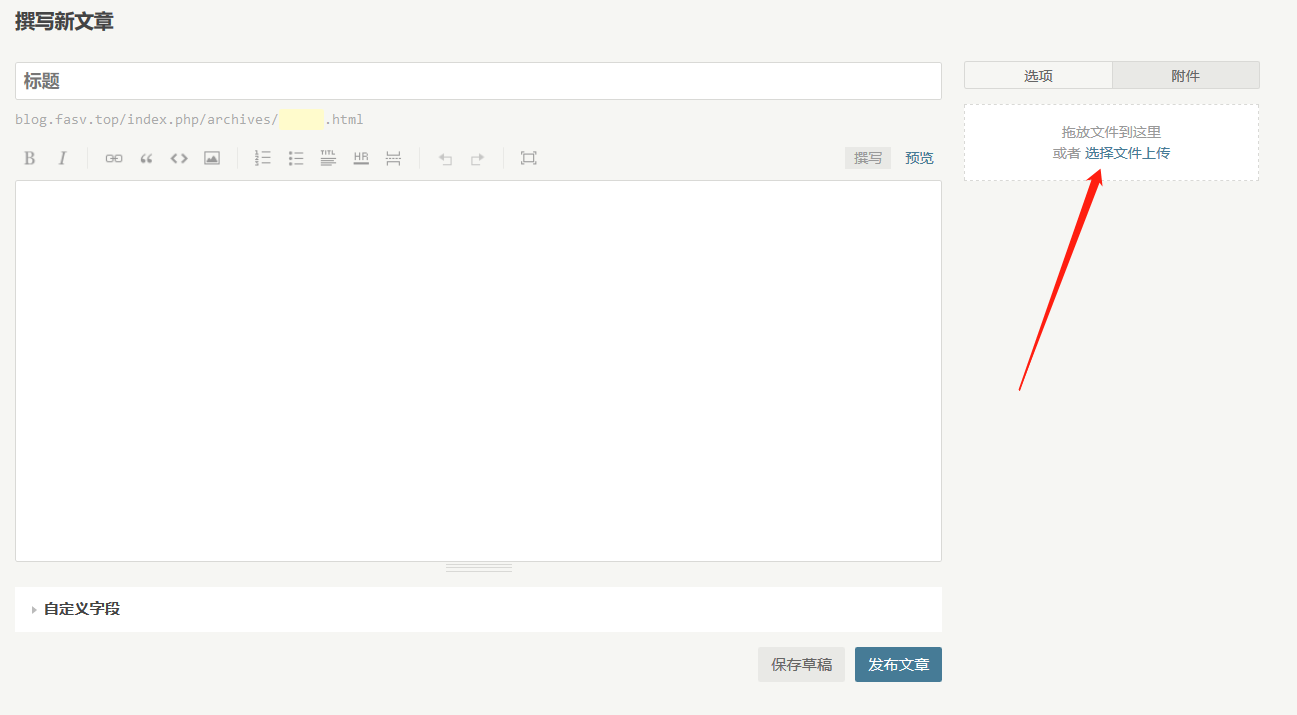 撰写新文章
标题
blog.fasv.top/index.php/archives/ .html
B I TITL HR 撰写 预览
自定义字段
保存草稿 发布文章
选项 附件
拖放文件到这里
或者 选择文件上传